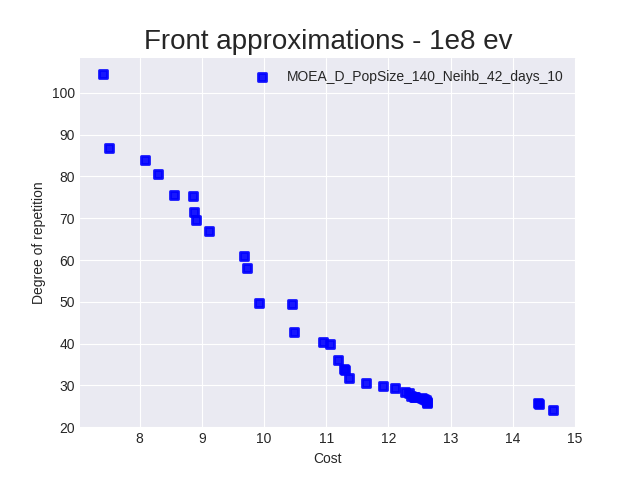 Front approximations - 1e8 ev
MOEA_D_PopSize_140_Neihb_42_days_10
100
90
80
70
60
50
40
30
20
Degree of repetition
8 9 10 11 12 13 14 15
Cost